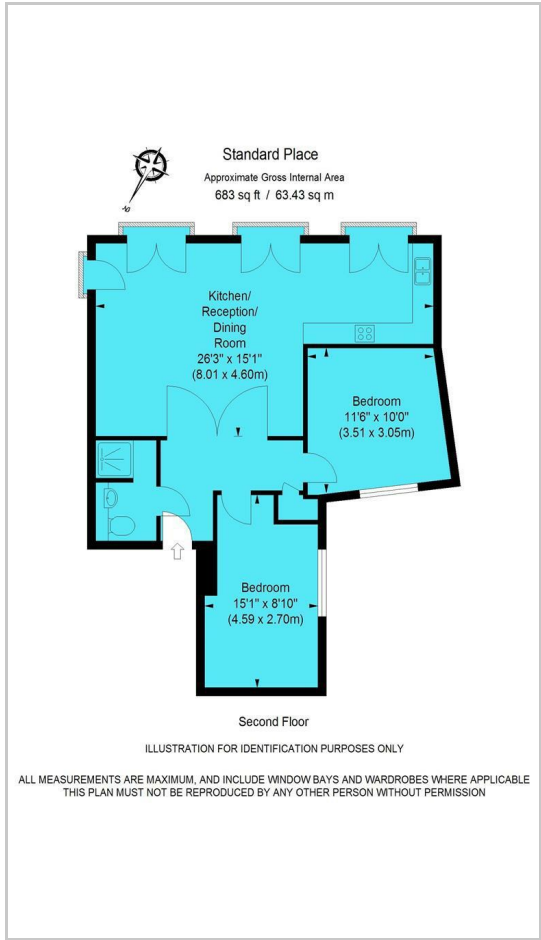 Standard Place
Approximate Gross Internal Area
683 sq ft / 63.43 sq m
N
Kitchen/
Reception/
Dining
Room
26'3" x 15'1"
(8.01 x 4.60m)
Bedroom
11'6" x 10'0"
(3.51 x 3.05m)
Bedroom
15'1" x 8'10"
(4.59 x 2.70m)
Second Floor
ILLUSTRATION FOR IDENTIFICATION PURPOSES ONLY
ALL MEASUREMENTS ARE MAXIMUM, AND INCLUDE WINDOW BAYS AND WARDROBES WHERE APPLICABLE
THIS PLAN MUST NOT BE REPRODUCED BY ANY OTHER PERSON WITHOUT PERMISSION